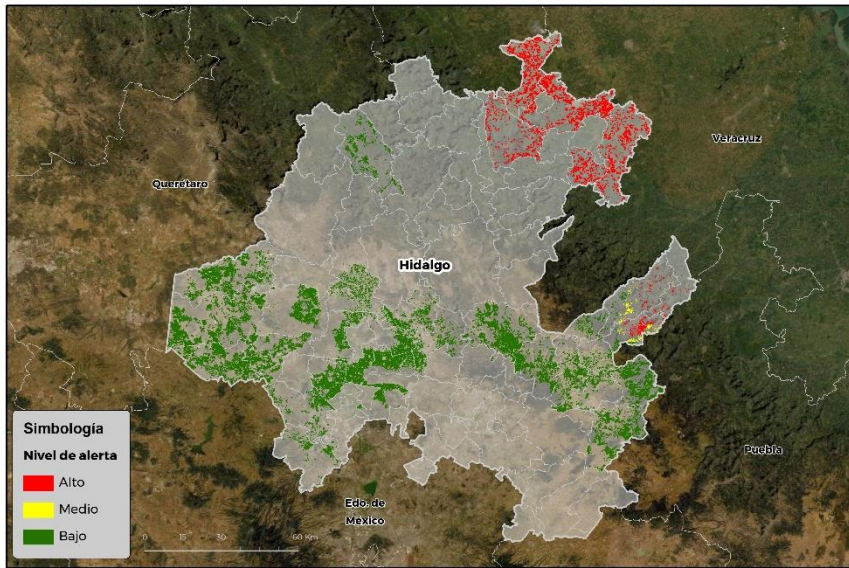 Veracruz
Querétaro
Hidalgo
Simbología
Nivel de alerta
Alto
Medio
Bajo
Puebla
Edo. de
México
0 15 30 60 Km